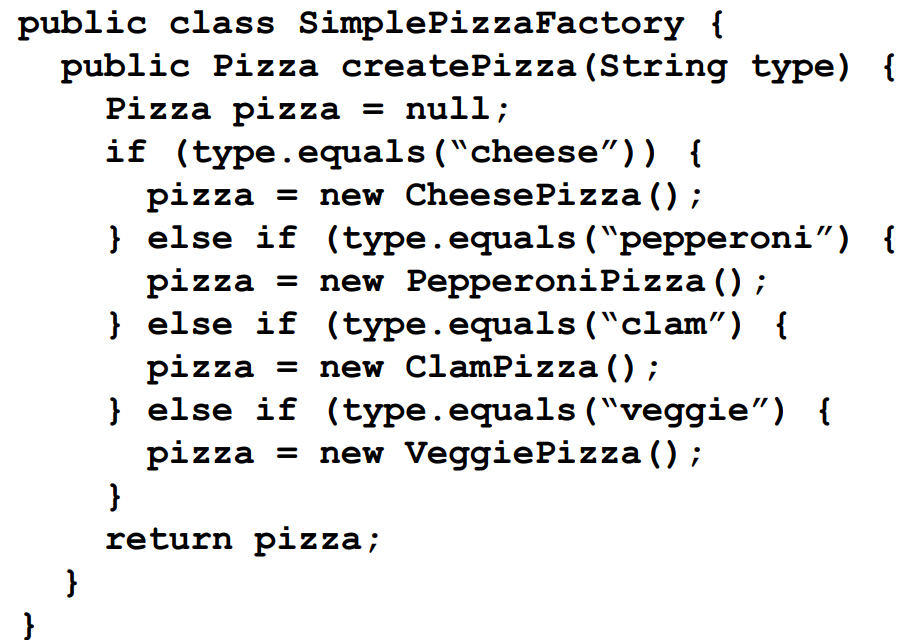 public class SimplePizzaFactory {
public Pizza createPizza(String type) {
Pizza pizza = null;
if (type.equals(“cheese”)) {
pizza = new CheesePizza();
} else if (type.equals(“pepperoni”) {
pizza = new PepperoniPizza();
} else if (type.equals(“clam”) {
pizza = new ClamPizza();
} else if (type.equals(“veggie”) {
pizza = new VeggiePizza();
}
return pizza;
}
}